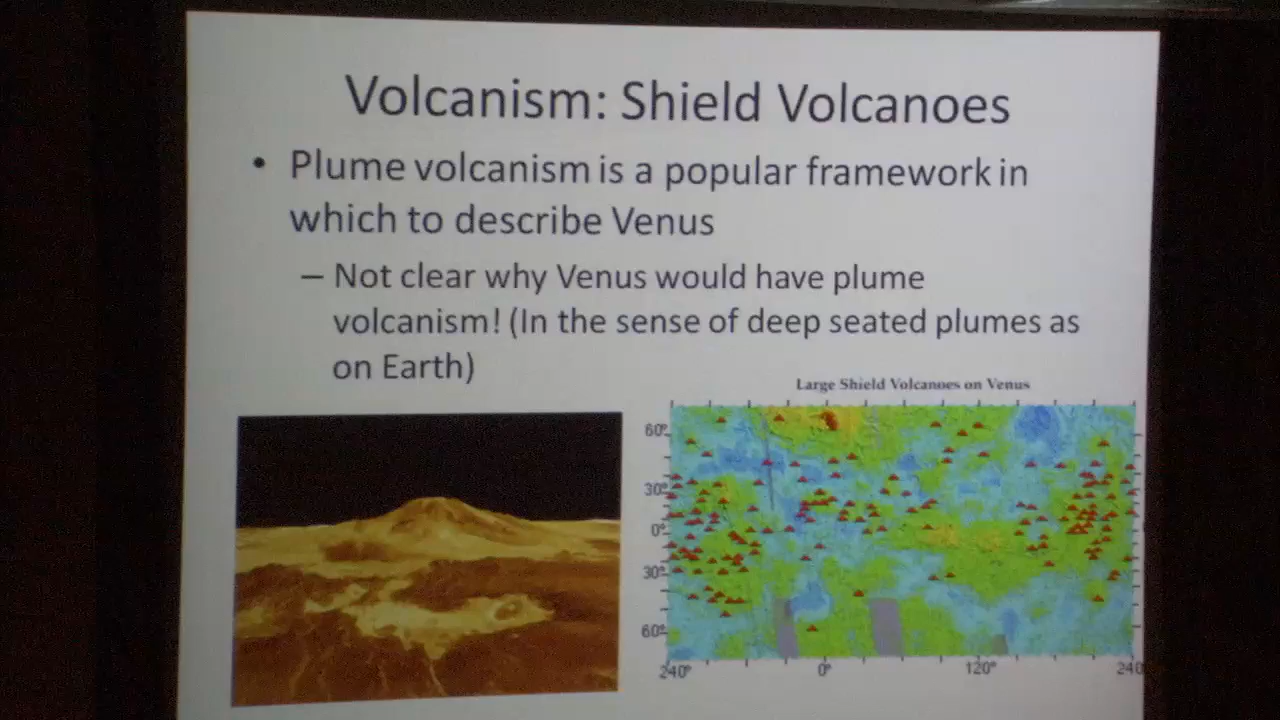 Volcanism: Shield Volcanoes
• Plume volcanism is a popular framework in
which to describe Venus
– Not clear why Venus would have plume
volcanism! (In the sense of deep seated plumes as
on Earth)
Large Shield Volcanoes on Venus
60°
30°
0°
30°
60°
240° 0° 120° 240